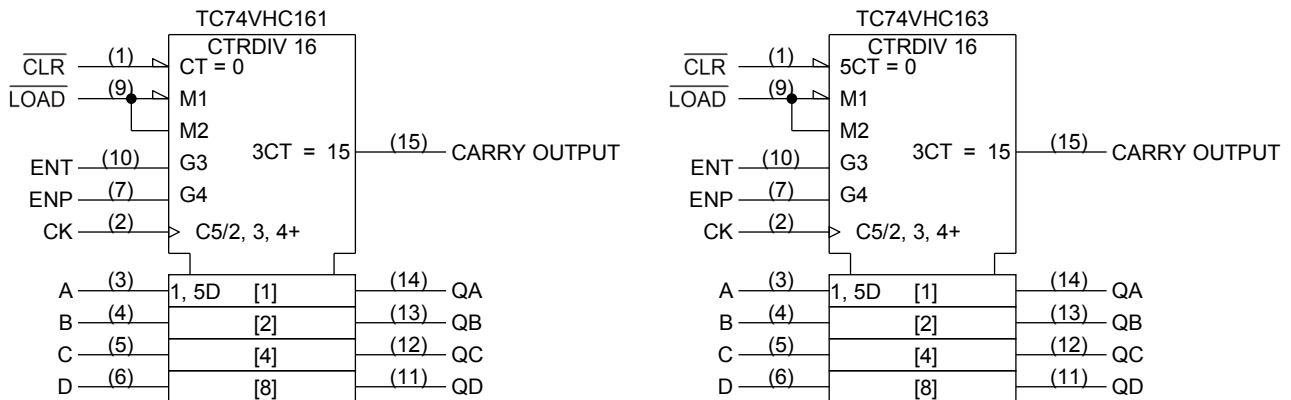 TC74VHC161
CTRDIV 16
CLR (1) CT = 0
LOAD (9) M1
M2
ENT (10) G3 3CT = 15 (15) CARRY OUTPUT
ENP (7) G4
CK (2) C5/2, 3, 4+
A (3) 1, 5D [1] (14) QA
B (4) [2] (13) QB
C (5) [4] (12) QC
D (6) [8] (11) QD
TC74VHC163
CTRDIV 16
CLR (1) 5CT = 0
LOAD (9) M1
M2
ENT (10) G3 3CT = 15 (15) CARRY OUTPUT
ENP (7) G4
CK (2) C5/2, 3, 4+
A (3) 1, 5D [1] (14) QA
B (4) [2] (13) QB
C (5) [4] (12) QC
D (6) [8] (11) QD